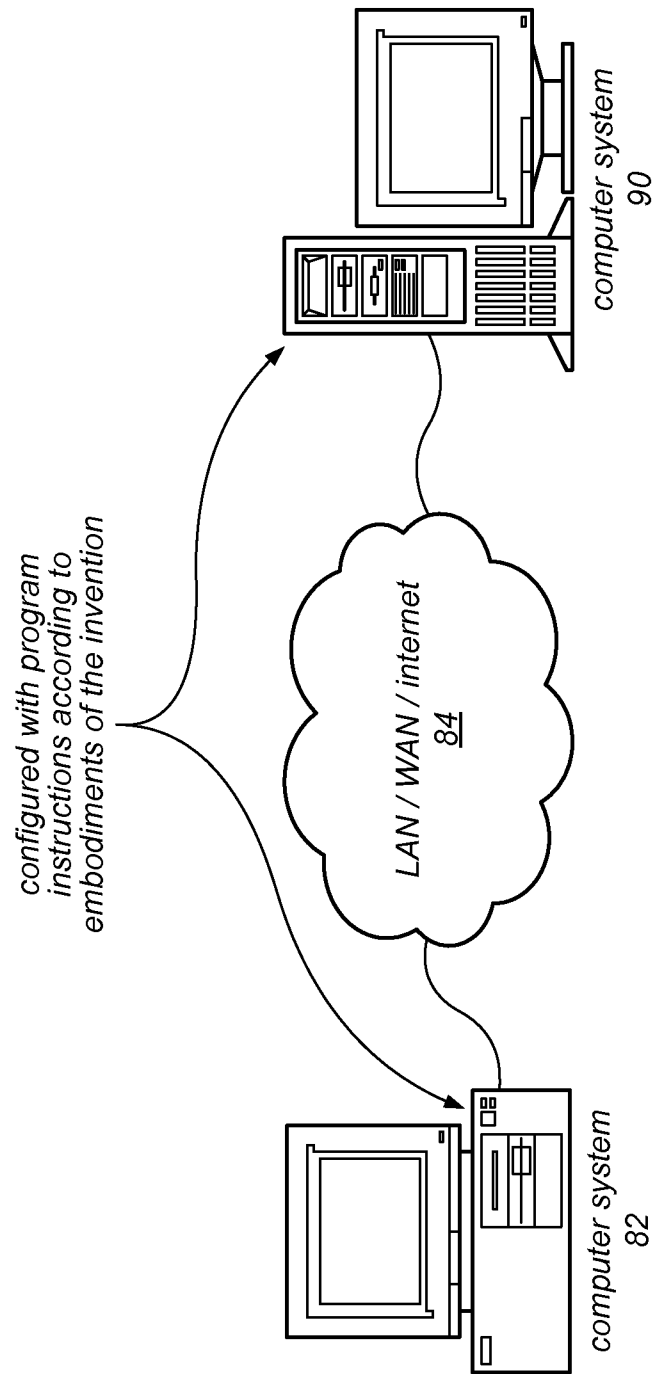 configured with program
instructions according to
embodiments of the invention
LAN / WAN / internet
84
computer system
82
computer system
90